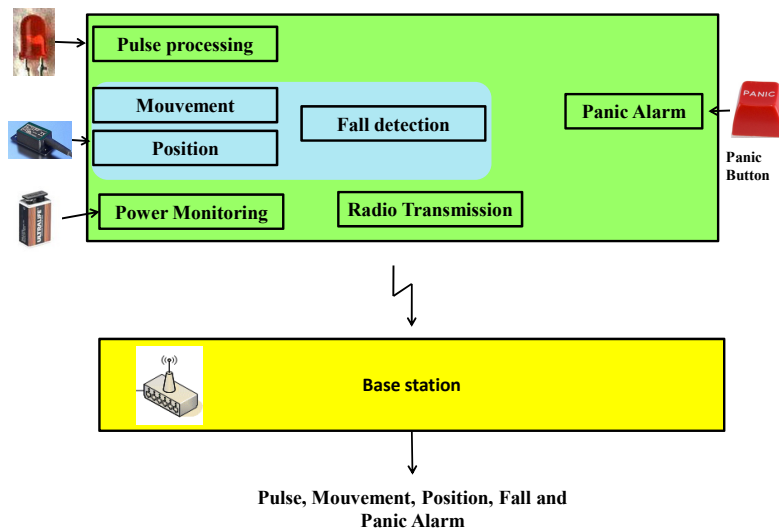 Pulse processing
Mouvement
Fall detection
Position
Panic Alarm
PANIC
Panic
Button
Power Monitoring
Radio Transmission
ULTRALIFE
Base station
Pulse, Mouvement, Position, Fall and
Panic Alarm